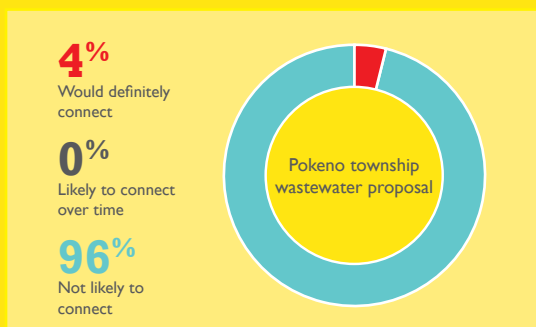 4%
Would definitely
connect
0%
Likely to connect
over time
96%
Not likely to
connect
Pokeno township
wastewater proposal